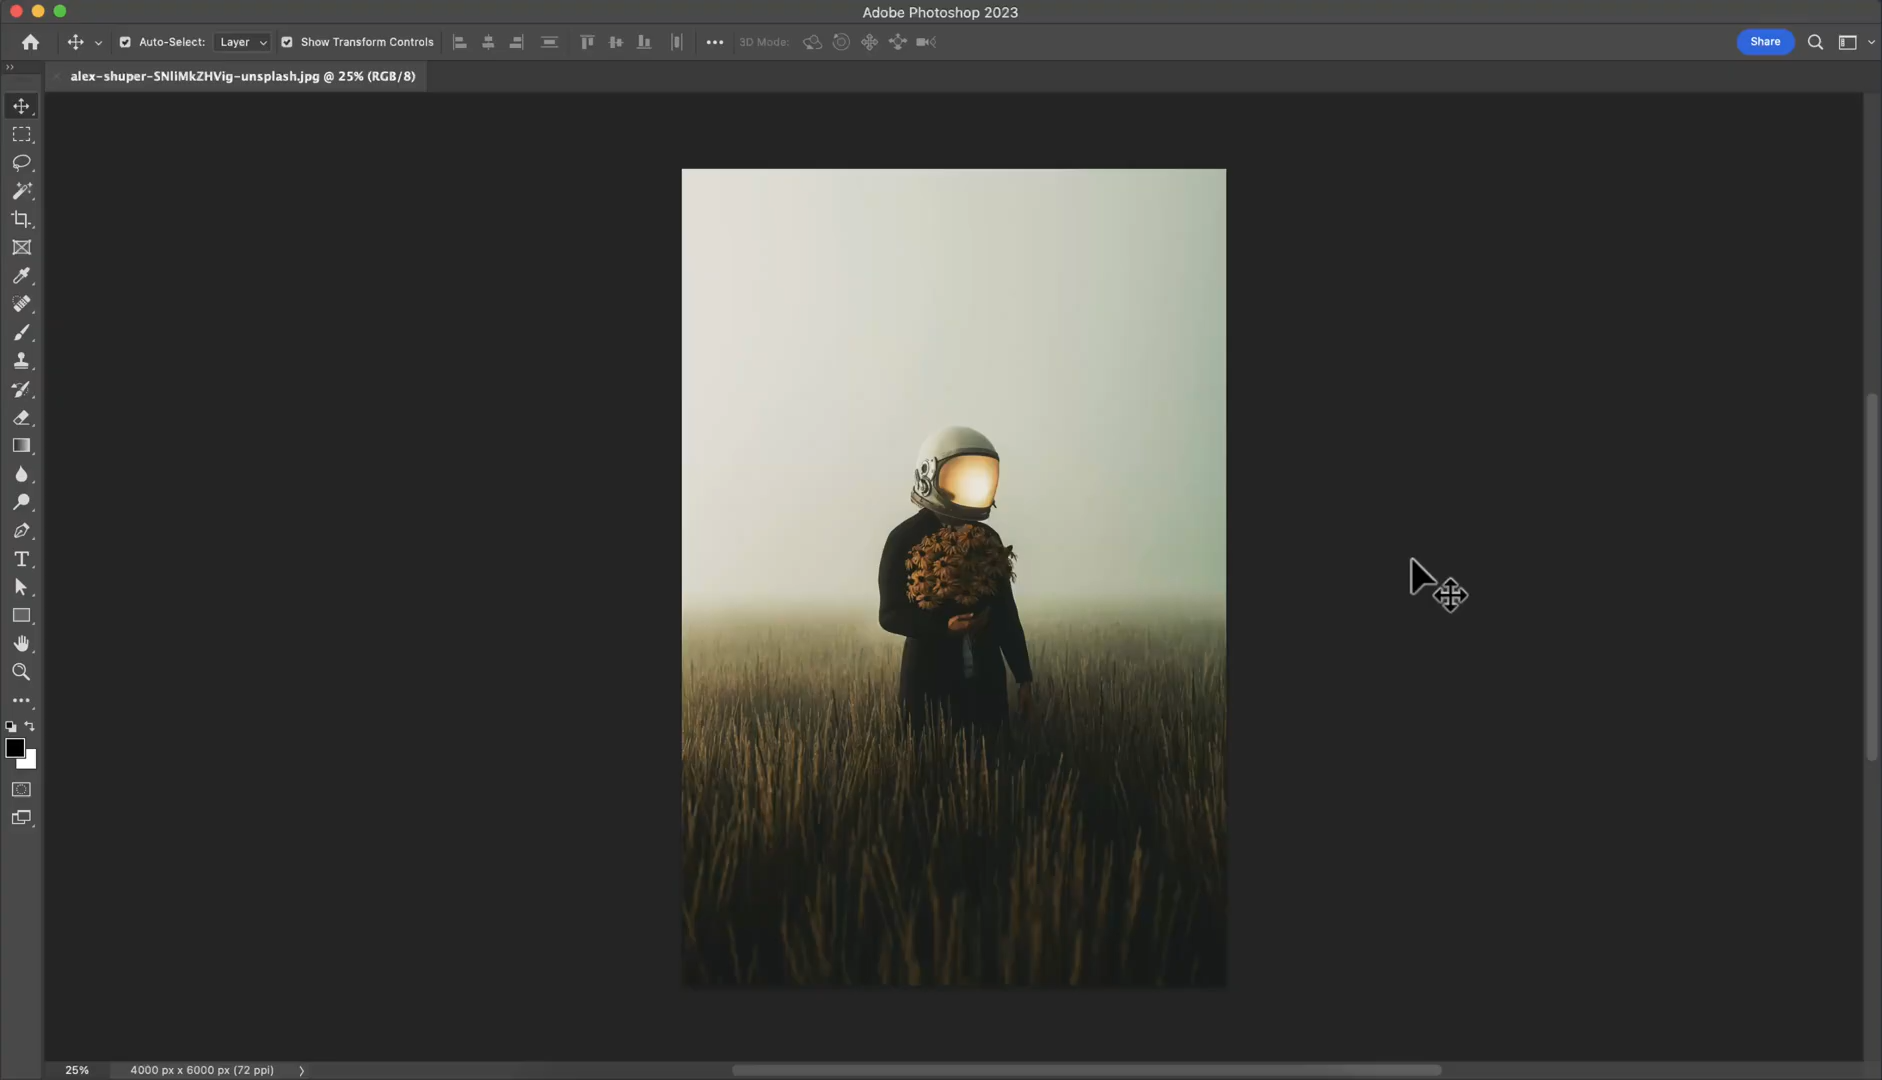 Adobe Photoshop 2023
Auto-Select: Layer Show Transform Controls 3D Mode: Share
alex-shuper-SNliMkZHVig-unsplash.jpg @ 25% (RGB/8)
25% 4000 px x 6000 px (72 ppi)